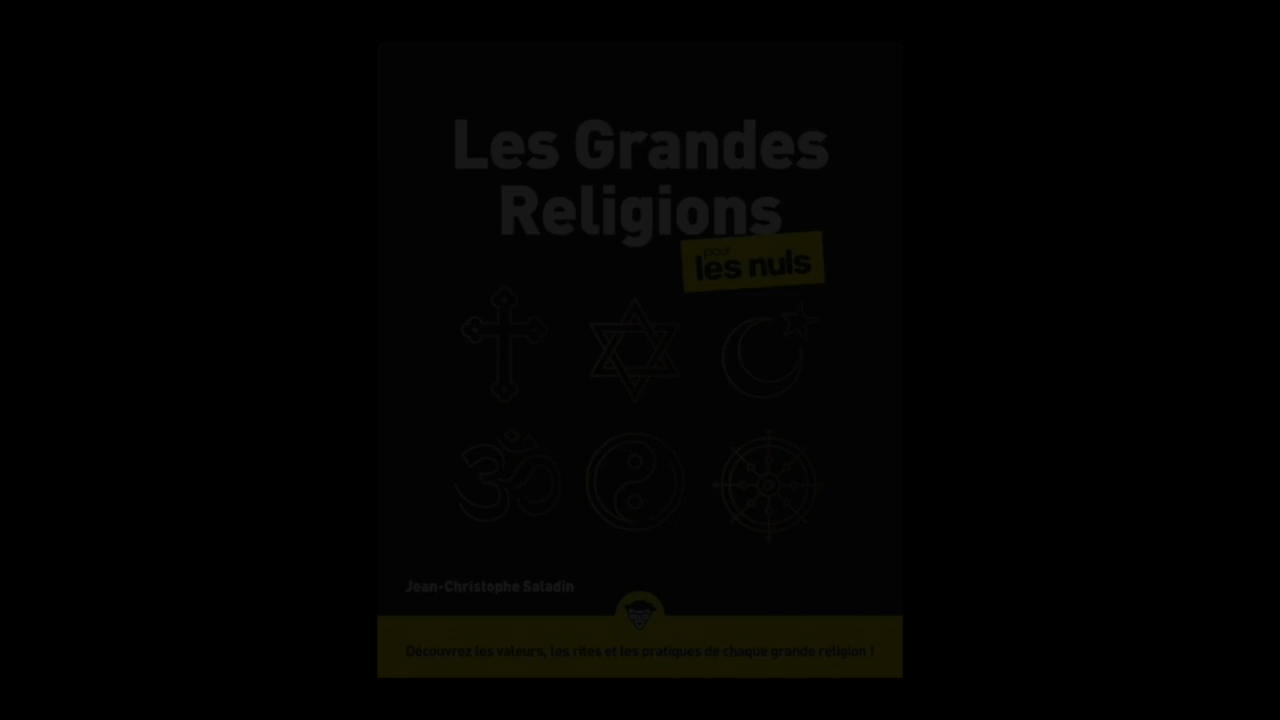 Les Grandes
Religions
pour
les nuls
Jean-Christophe Saladin
Découvrez les valeurs, les rites et les pratiques de chaque grande religion !